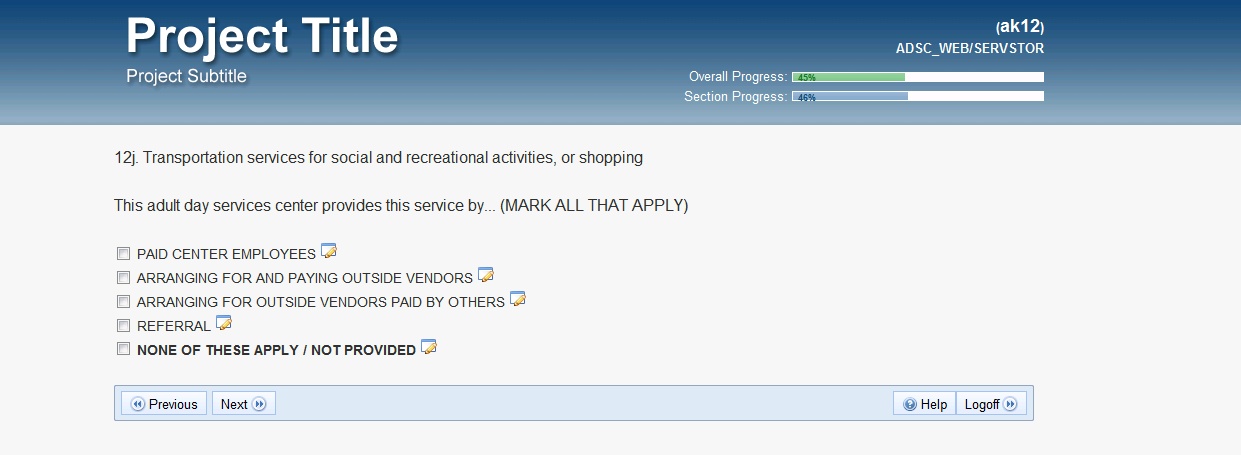 Project Title
(ak12)
ADSC_WEB/SERVSTOR
Project Subtitle
Overall Progress: 45%
Section Progress: 46%
12j. Transportation services for social and recreational activities, or shopping
This adult day services center provides this service by... (MARK ALL THAT APPLY)
PAID CENTER EMPLOYEES
ARRANGING FOR AND PAYING OUTSIDE VENDORS
ARRANGING FOR OUTSIDE VENDORS PAID BY OTHERS
REFERRAL
NONE OF THESE APPLY / NOT PROVIDED
Previous Next Help Logoff